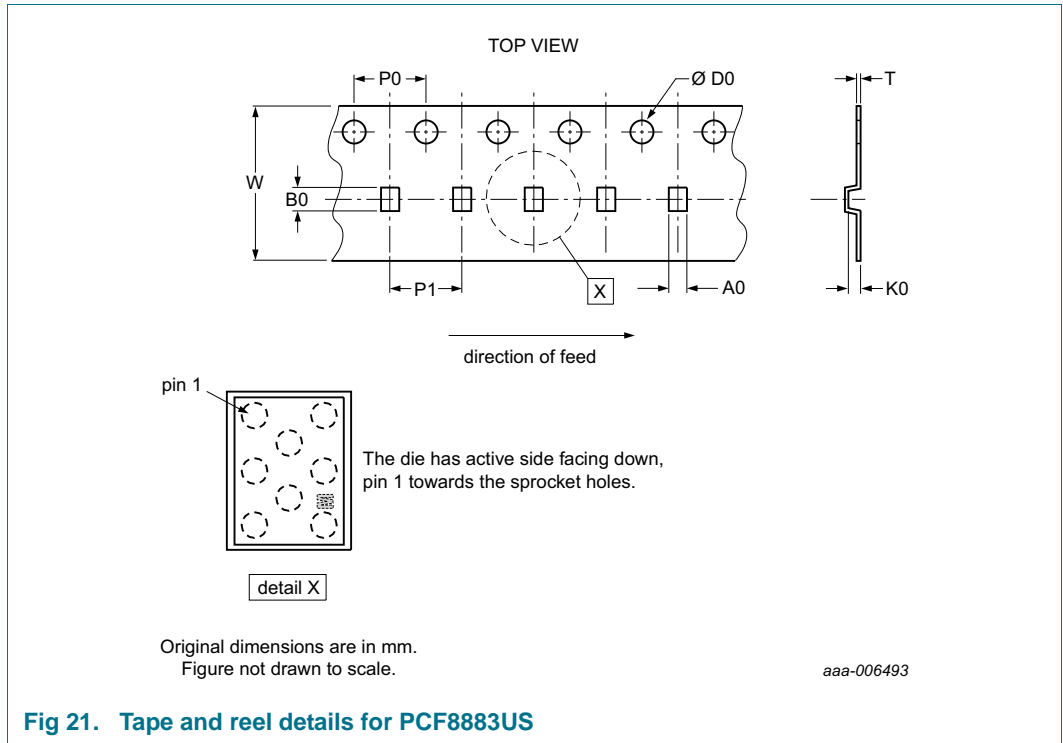 TOP VIEW
P0
Ø D0
T
W
B0
P1
X
A0
K0
direction of feed
pin 1
The die has active side facing down,
pin 1 towards the sprocket holes.
detail X
Original dimensions are in mm.
Figure not drawn to scale.
aaa-006493
Fig 21. Tape and reel details for PCF8883US